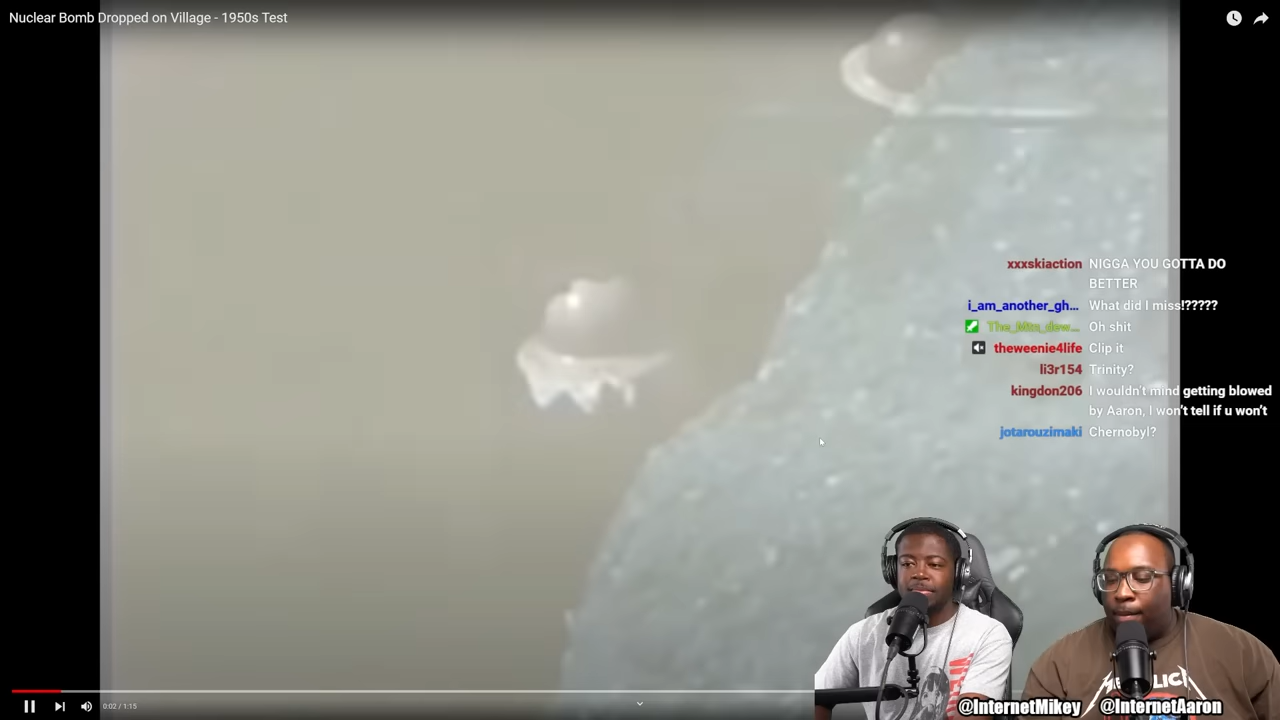 Nuclear Bomb Dropped on Village - 1950s Test
xxxskiaction NIGGA YOU GOTTA DO
BETTER
i_am_another_gh... What did I miss!?????
The_Mtn_dew... Oh shit
theweenie4life Clip it
li3r154 Trinity?
kingdon206 I wouldn't mind getting blowed
by Aaron, I won't tell if u won't
jotarouzimaki Chernobyl?
METALLICA
@InternetMikey @InternetAaron
0:02 / 1:15